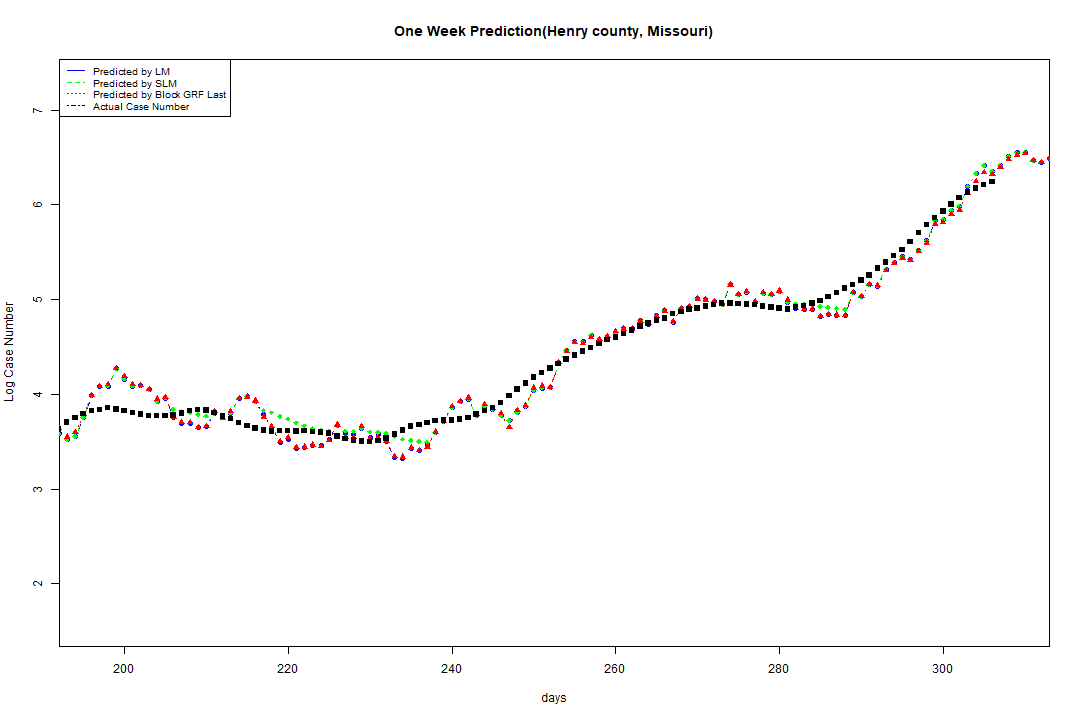 One Week Prediction(Henry county, Missouri)
Predicted by LM
Predicted by SLM
Predicted by Block GRF Last
Actual Case Number
Log Case Number
7
6
5
4
3
2
200 220 240 260 280 300
days